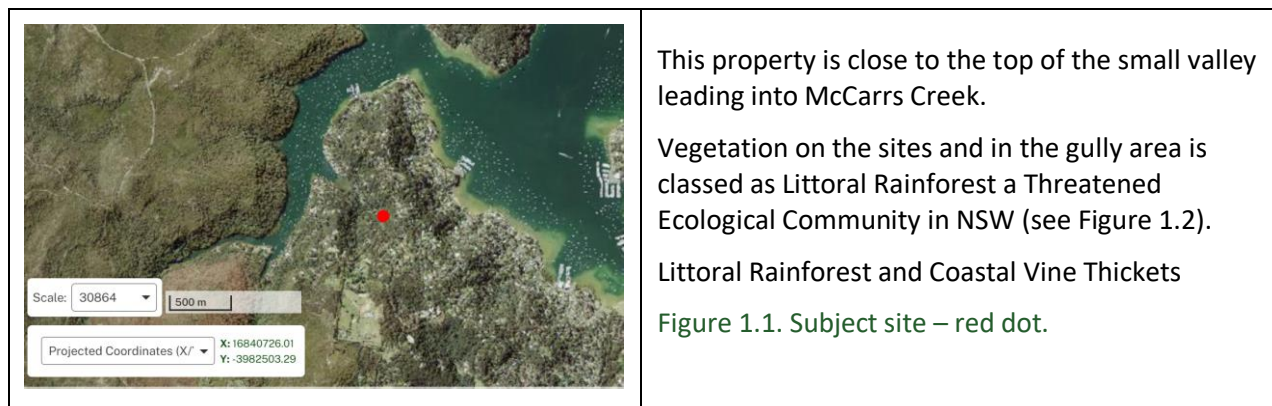 Scale: 30864
500 m
Projected Coordinates (X/
X: 16840726.01
Y: -3982503.29
This property is close to the top of the small valley
leading into McCarrs Creek.
Vegetation on the sites and in the gully area is
classed as Littoral Rainforest a Threatened
Ecological Community in NSW (see Figure 1.2).
Littoral Rainforest and Coastal Vine Thickets
Figure 1.1. Subject site – red dot.